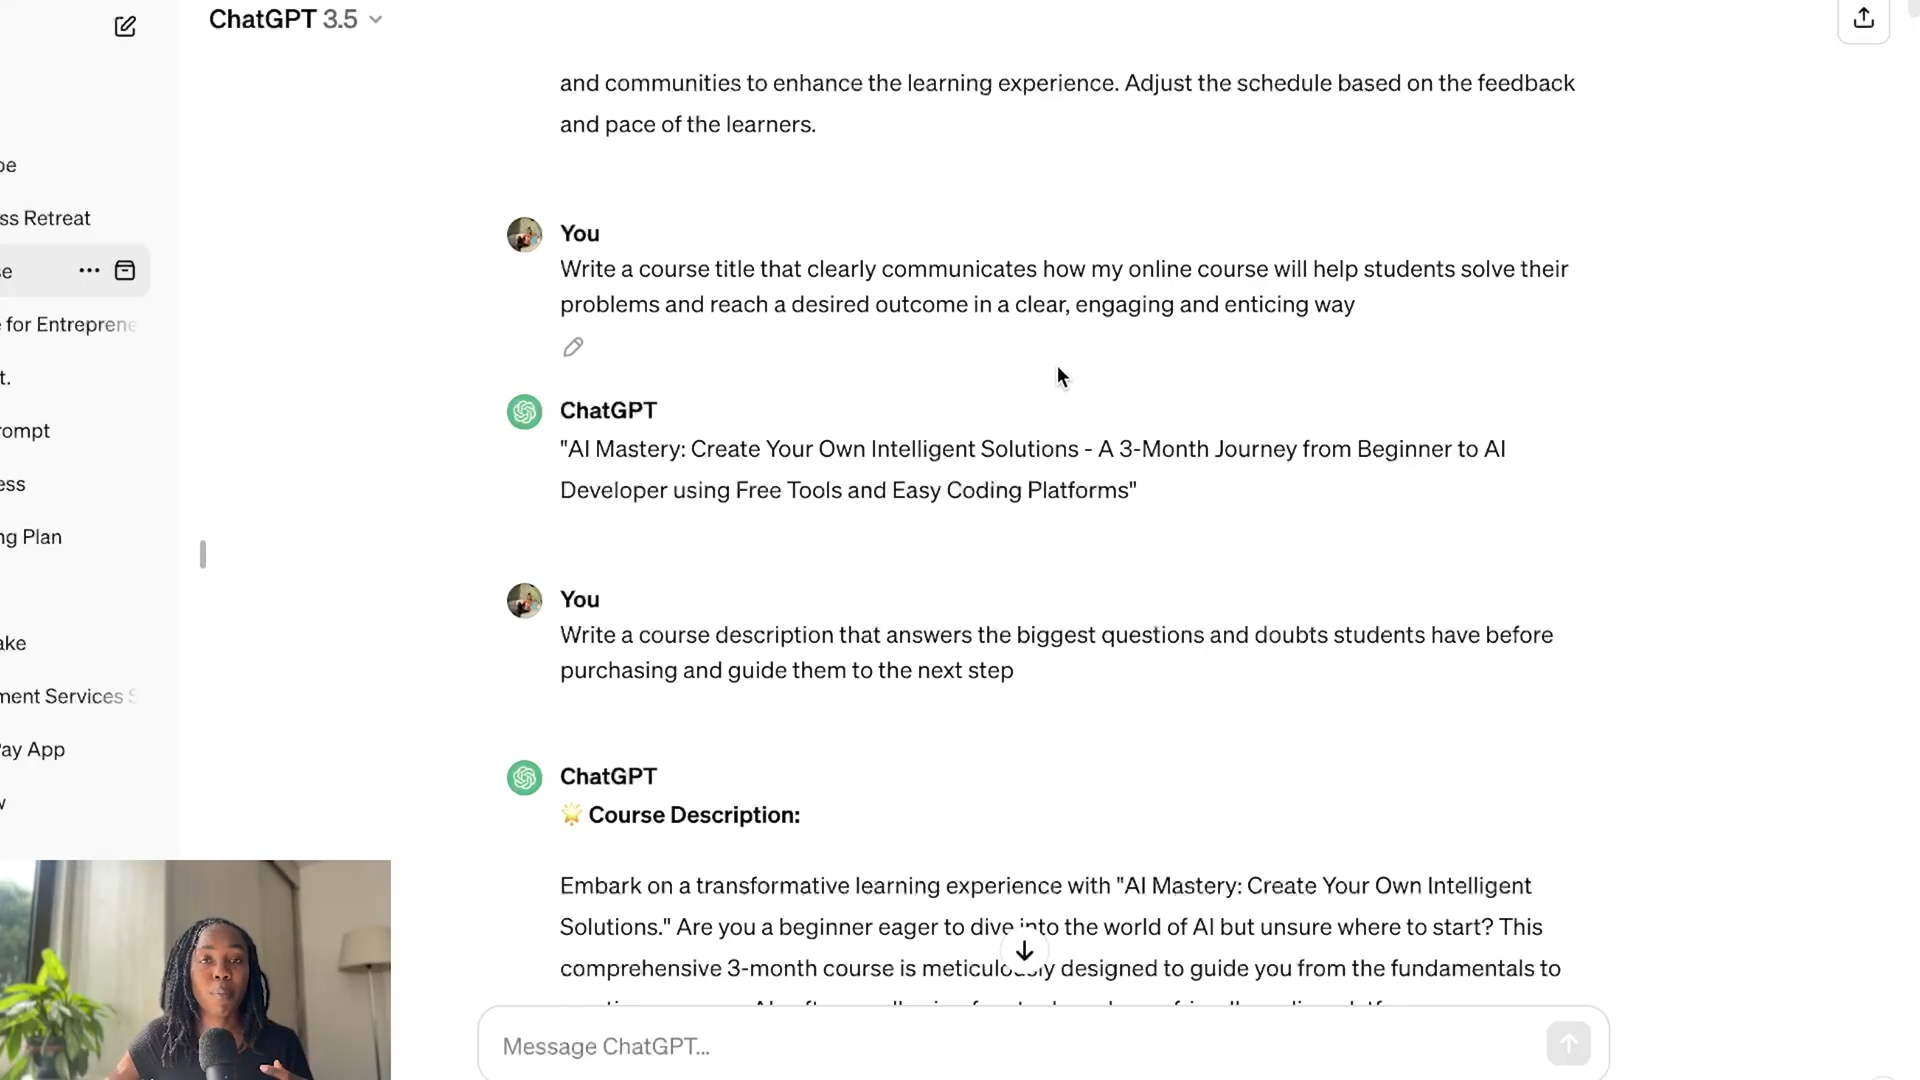 ChatGPT 3.5
and communities to enhance the learning experience. Adjust the schedule based on the feedback
and pace of the learners.
You
Write a course title that clearly communicates how my online course will help students solve their
problems and reach a desired outcome in a clear, engaging and enticing way
ChatGPT
"AI Mastery: Create Your Own Intelligent Solutions - A 3-Month Journey from Beginner to AI
Developer using Free Tools and Easy Coding Platforms"
You
Write a course description that answers the biggest questions and doubts students have before
purchasing and guide them to the next step
ChatGPT
🌟 Course Description:
Embark on a transformative learning experience with "AI Mastery: Create Your Own Intelligent
Solutions." Are you a beginner eager to dive into the world of AI but unsure where to start? This
comprehensive 3-month course is meticulously designed to guide you from the fundamentals to
Message ChatGPT...
ss Retreat
for Entreprene
t.
rompt
ess
ng Plan
ake
ment Services S
Pay App